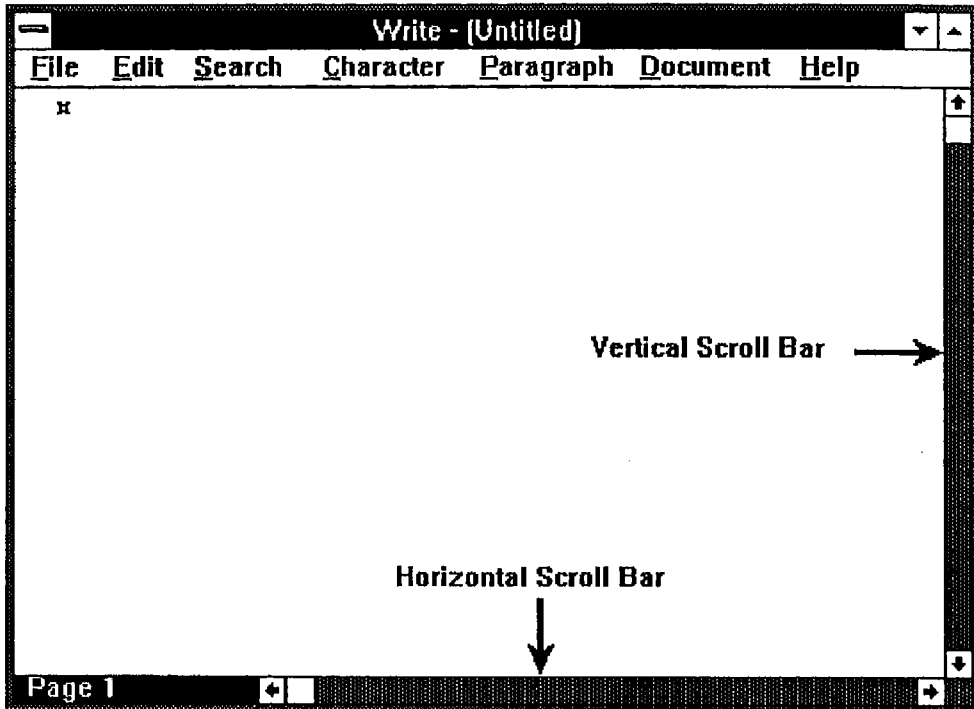 Write - (Untitled)
File Edit Search Character Paragraph Document Help
¤
Vertical Scroll Bar
Horizontal Scroll Bar
Page 1